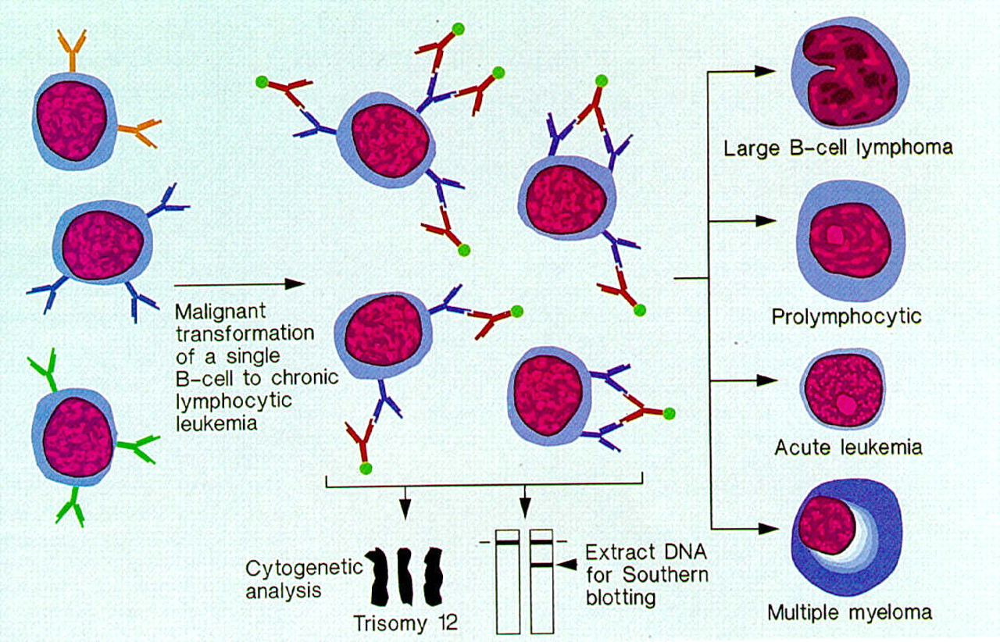 Malignant
transformation
of a single
B-cell to chronic
lymphocytic
leukemia
Large B-cell lymphoma
Prolymphocytic
Acute leukemia
Multiple myeloma
Cytogenetic
analysis
Trisomy 12
Extract DNA
for Southern
blotting